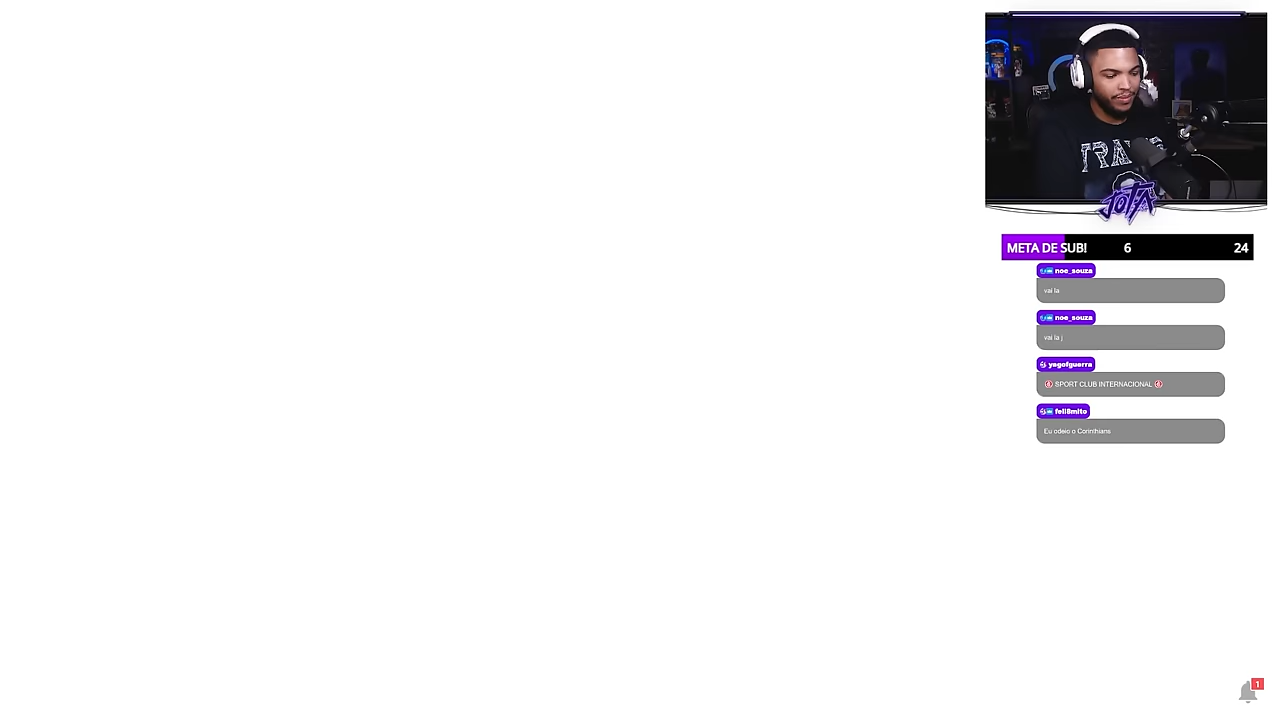 JOTA
META DE SUB! 6 24
noe_souza
vai la
noe_souza
vai la j
yagofguerra
SPORT CLUB INTERNACIONAL
feli8mito
Eu odeio o Corinthians
1